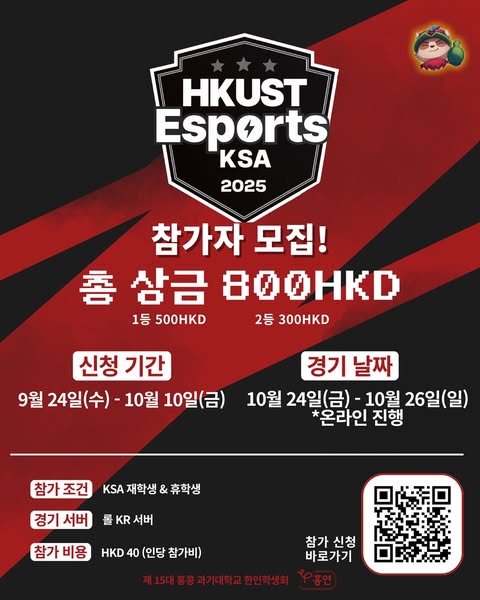 HKUST
Esports
KSA
2025
참가자 모집!
총 상금 800HKD
1등 500HKD 2등 300HKD
신청 기간
9월 24일(수) - 10월 10일(금)
경기 날짜
10월 24일(금) - 10월 26일(일)
*온라인 진행
참가 조건 KSA 재학생 & 휴학생
경기 서버 롤 KR 서버
참가 비용 HKD 40 (인당 참가비)
참가 신청
바로가기
제 15대 홍콩 과기대학교 한인학생회 홍연